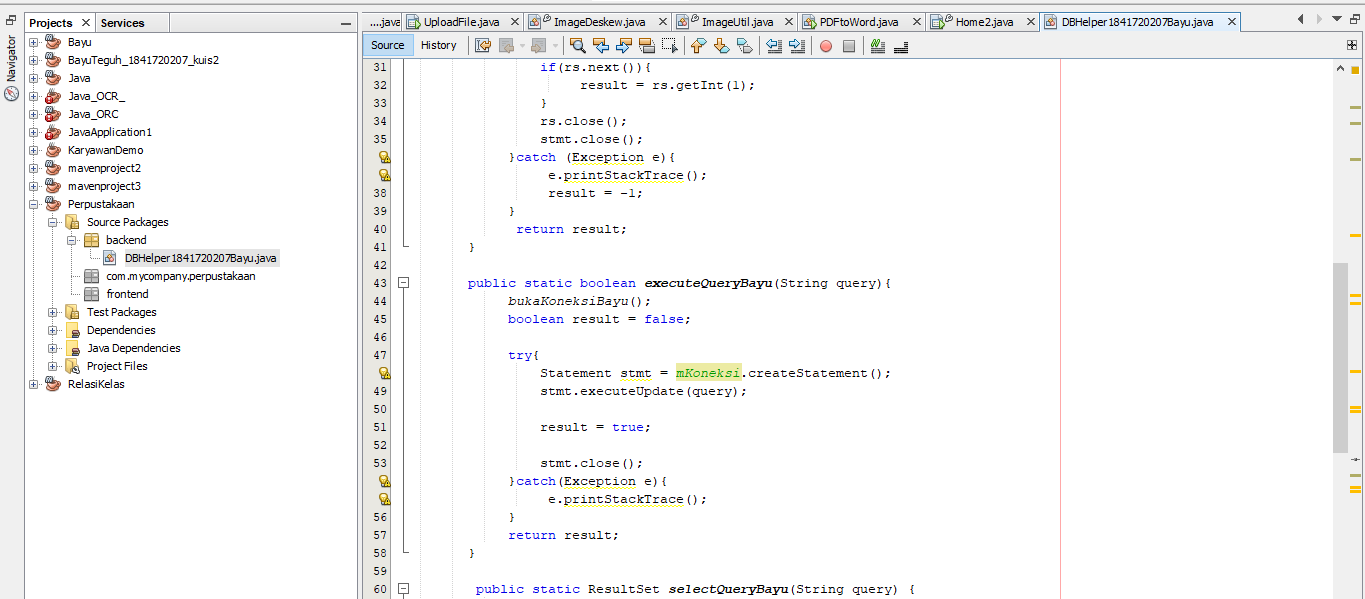 Projects
Services
....java
UploadFile.java
ImageDeskew.java
ImageUtil.java
PDFtoWord.java
Home2.java
DBHelper1841720207Bayu.java
Navigator
Source
History
Bayu
BayuTeguh_1841720207_kuis2
Java
Java_OCR_
Java_ORC
JavaApplication1
KaryawanDemo
mavenproject2
mavenproject3
Perpustakaan
Source Packages
backend
DBHelper1841720207Bayu.java
com.mycompany.perpustakaan
frontend
Test Packages
Dependencies
Java Dependencies
Project Files
RelasiKelas
31 if(rs.next()){
32 result = rs.getInt(1);
33 }
34 rs.close();
35 stmt.close();
}catch (Exception e){
e.printStackTrace();
38 result = -1;
39 }
40 return result;
41 }
42
43 public static boolean executeQueryBayu(String query){
44 bukaKoneksiBayu();
45 boolean result = false;
46
47 try{
Statement stmt = mKoneksi.createStatement();
49 stmt.executeUpdate(query);
50
51 result = true;
52
53 stmt.close();
}catch(Exception e){
e.printStackTrace();
56 }
57 return result;
58 }
59
60 public static ResultSet selectQueryBayu(String query) {